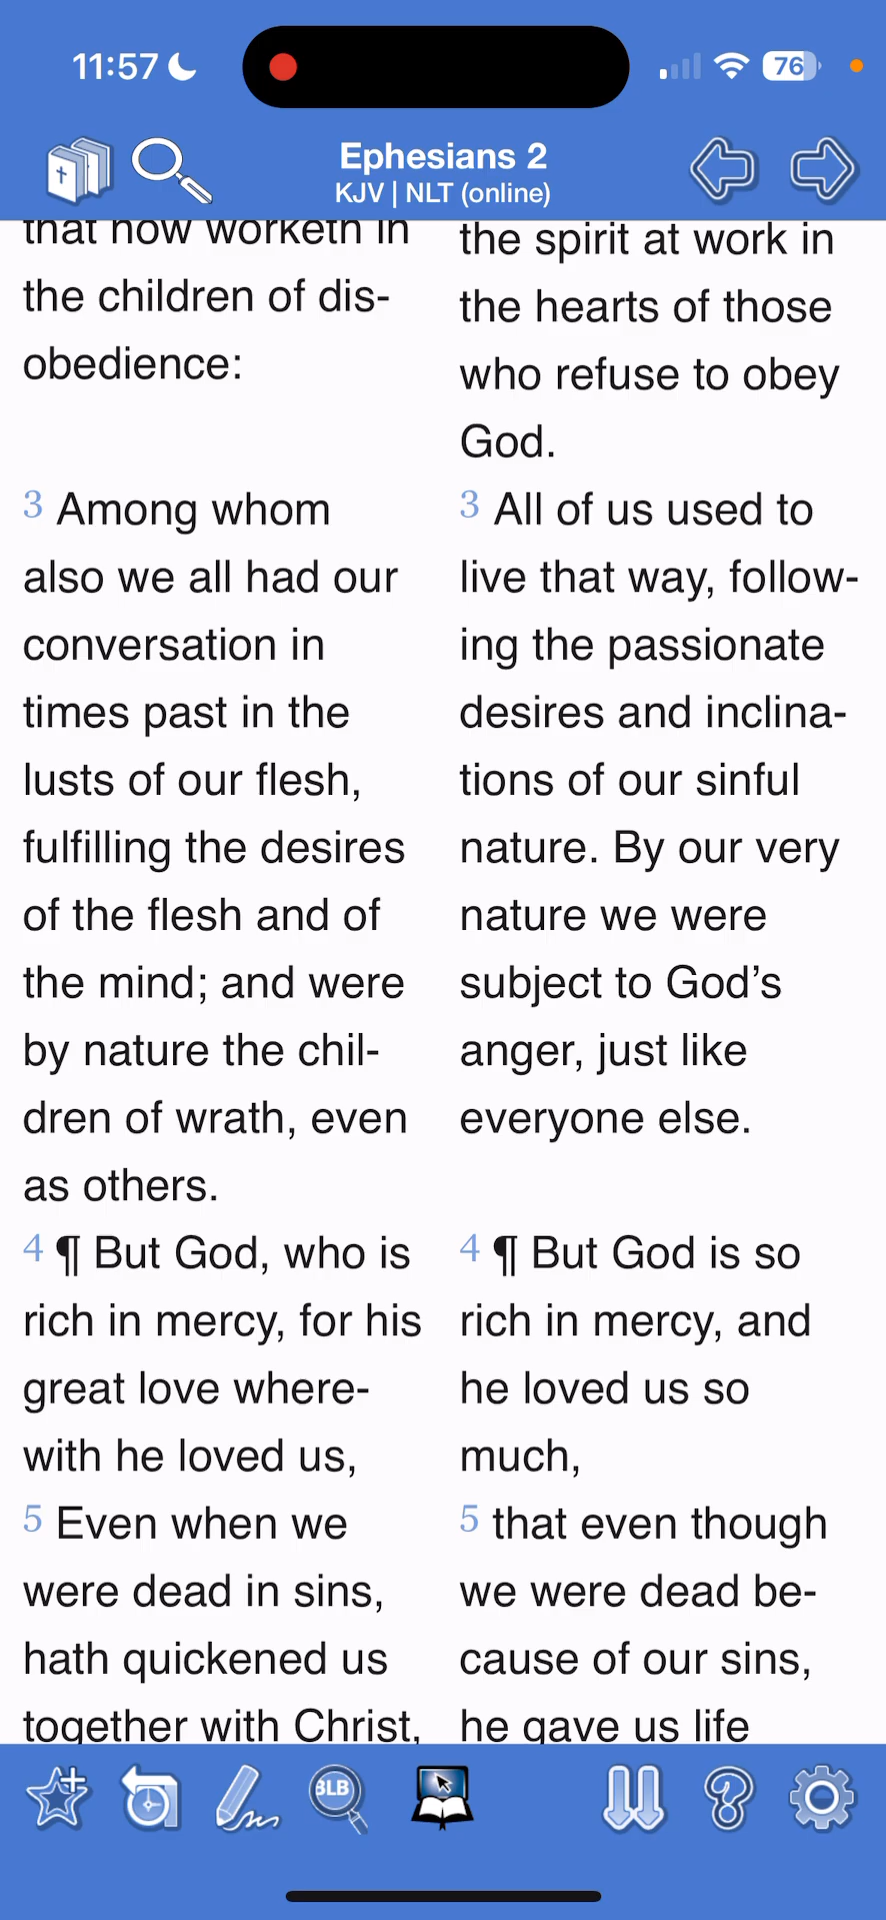 11:57
76
Ephesians 2
KJV | NLT (online)
that now worketh in
the children of dis-
obedience:
3 Among whom
also we all had our
conversation in
times past in the
lusts of our flesh,
fulfilling the desires
of the flesh and of
the mind; and were
by nature the chil-
dren of wrath, even
as others.
4 ¶ But God, who is
rich in mercy, for his
great love where-
with he loved us,
5 Even when we
were dead in sins,
hath quickened us
together with Christ,
the spirit at work in
the hearts of those
who refuse to obey
God.
3 All of us used to
live that way, follow-
ing the passionate
desires and inclina-
tions of our sinful
nature. By our very
nature we were
subject to God’s
anger, just like
everyone else.
4 ¶ But God is so
rich in mercy, and
he loved us so
much,
5 that even though
we were dead be-
cause of our sins,
he gave us life
BLB